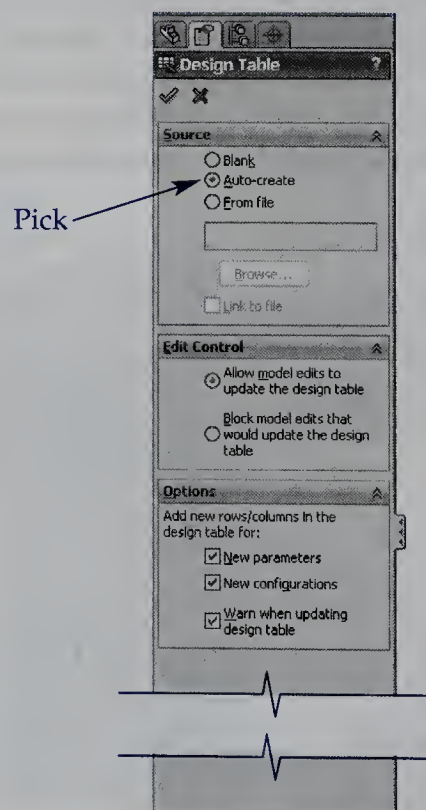 Design Table ?
Source
Blank
Auto-create
Pick
From file
Browse...
Link to file
Edit Control
Allow model edits to
update the design table
Block model edits that
would update the design
table
Options
Add new rows/columns in the
design table for:
New parameters
New configurations
Warn when updating
design table